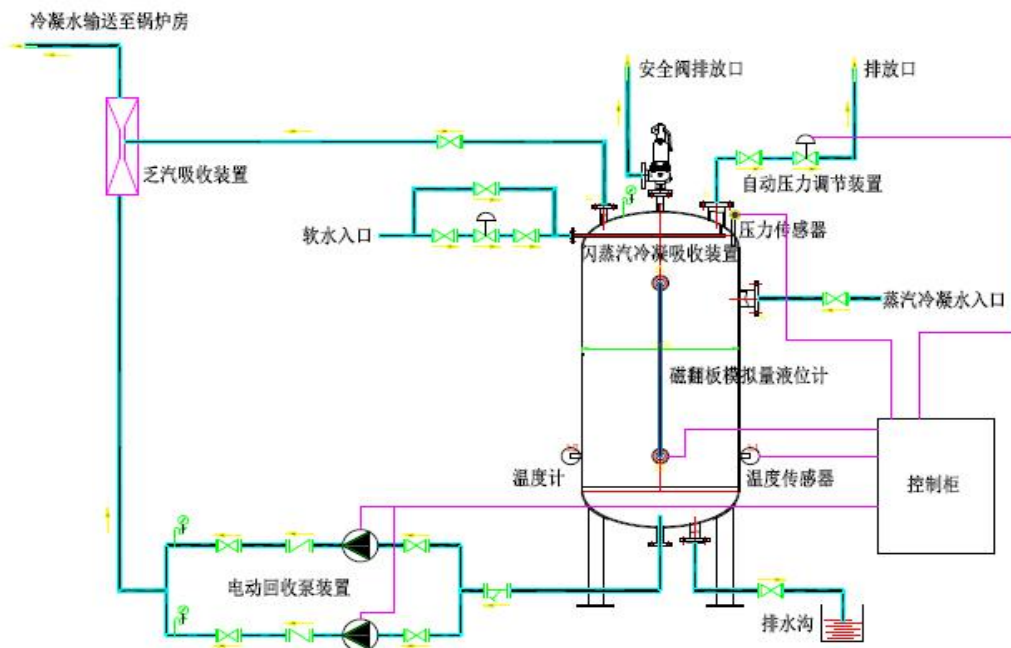 冷凝水输送至锅炉房
安全阀排放口
排放口
乏汽吸收装置
自动压力调节装置
软水入口
压力传感器
闪蒸汽冷凝吸收装置
蒸汽冷凝水入口
磁翻板模拟量液位计
温度计
温度传感器
控制柜
电动回收泵装置
排水沟